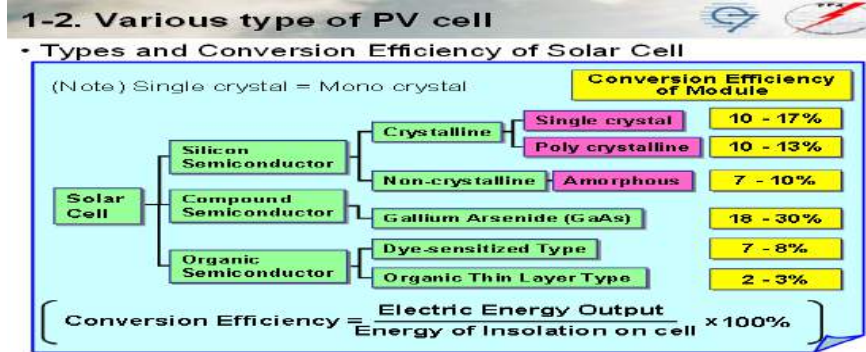 1-2. Various type of PV cell
• Types and Conversion Efficiency of Solar Cell
(Note) Single crystal = Mono crystal
Conversion Efficiency
of Module
Single crystal
10 - 17%
Crystalline
Poly crystalline
10 - 13%
Silicon
Semiconductor
Non-crystalline
Amorphous
7 - 10%
Solar
Cell
Compound
Semiconductor
Gallium Arsenide (GaAs)
18 - 30%
Organic
Semiconductor
Dye-sensitized Type
7 - 8%
Organic Thin Layer Type
2 - 3%
Conversion Efficiency =
Electric Energy Output
Energy of Insolation on cell
x 100%